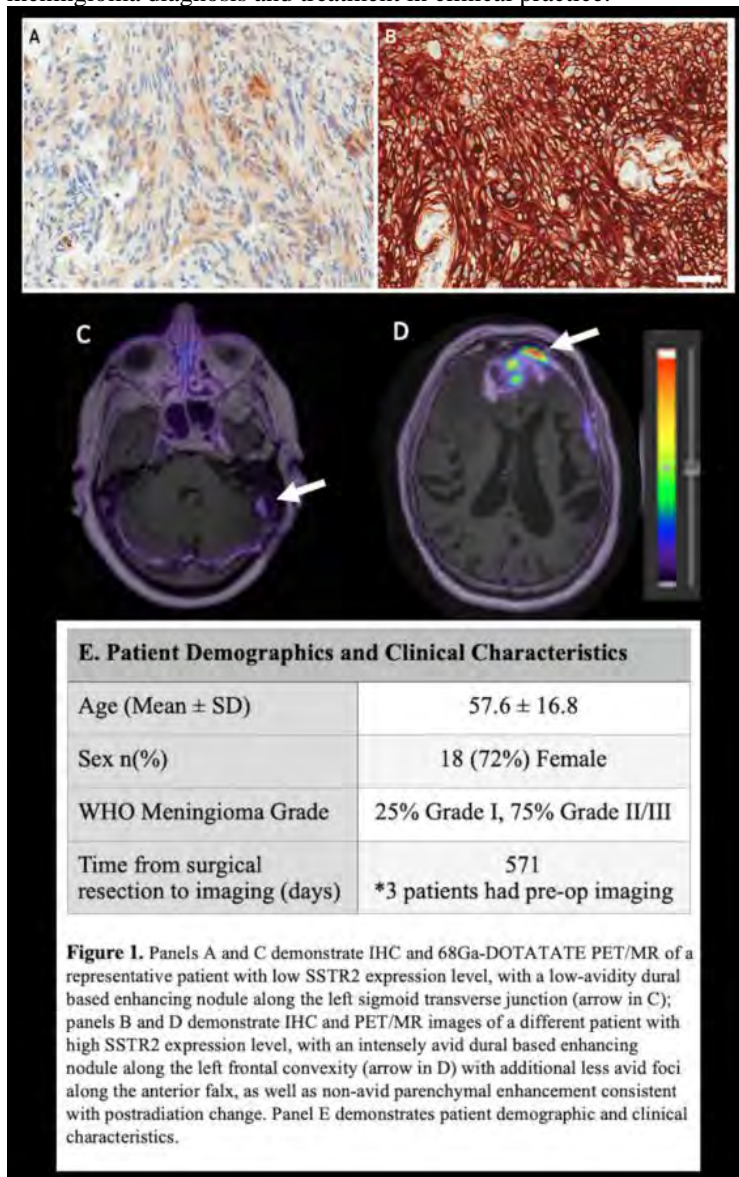 meningioma diagnosis and treatment in clinical practice.
A
B
C
D
E. Patient Demographics and Clinical Characteristics
Age (Mean ± SD)
57.6 ± 16.8
Sex n(%)
18 (72%) Female
WHO Meningioma Grade
25% Grade I, 75% Grade II/III
Time from surgical
resection to imaging (days)
571
*3 patients had pre-op imaging
Figure 1. Panels A and C demonstrate IHC and 68Ga-DOTATATE PET/MR of a
representative patient with low SSTR2 expression level, with a low-avidity dural
based enhancing nodule along the left sigmoid transverse junction (arrow in C);
panels B and D demonstrate IHC and PET/MR images of a different patient with
high SSTR2 expression level, with an intensely avid dural based enhancing
nodule along the left frontal convexity (arrow in D) with additional less avid foci
along the anterior falx, as well as non-avid parenchymal enhancement consistent
with postradiation change. Panel E demonstrates patient demographic and clinical
characteristics.